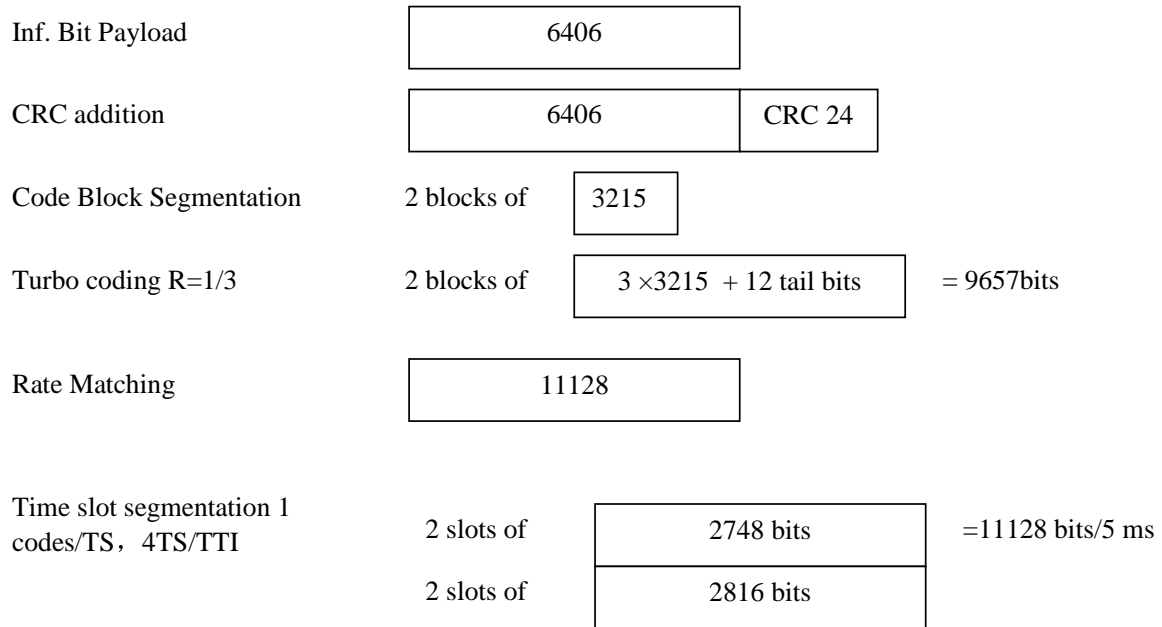 Inf. Bit Payload
6406
CRC addition
6406
CRC 24
Code Block Segmentation
2 blocks of
3215
Turbo coding R=1/3
2 blocks of
3 ×3215 + 12 tail bits
= 9657bits
Rate Matching
11128
Time slot segmentation 1
codes/TS，4TS/TTI
2 slots of
2748 bits
=11128 bits/5 ms
2 slots of
2816 bits